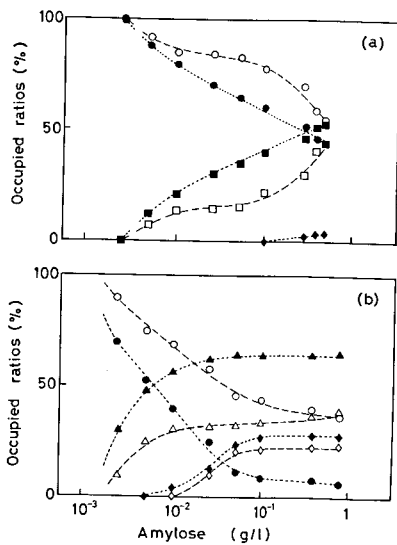 (a)
Occupied ratios (%)
100
50
0
(b)
Occupied ratios (%)
100
50
0
10⁻³ 10⁻² 10⁻¹ 1
Amylose (g/l)